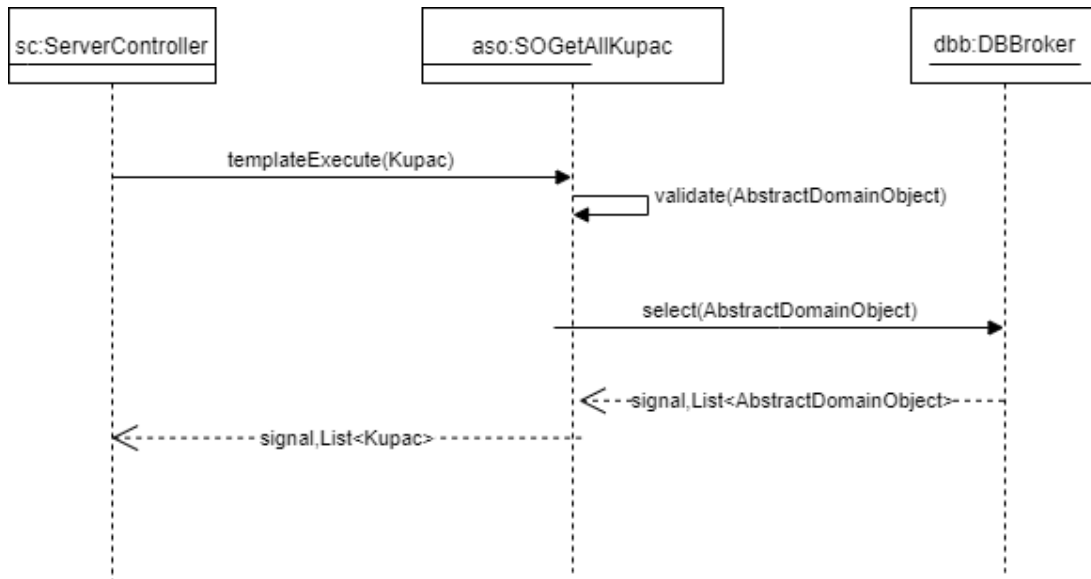 sc:ServerController
aso:SOGetAllKupac
dbb:DBBroker
templateExecute(Kupac)
validate(AbstractDomainObject)
select(AbstractDomainObject)
signal,List<AbstractDomainObject>
signal,List<Kupac>